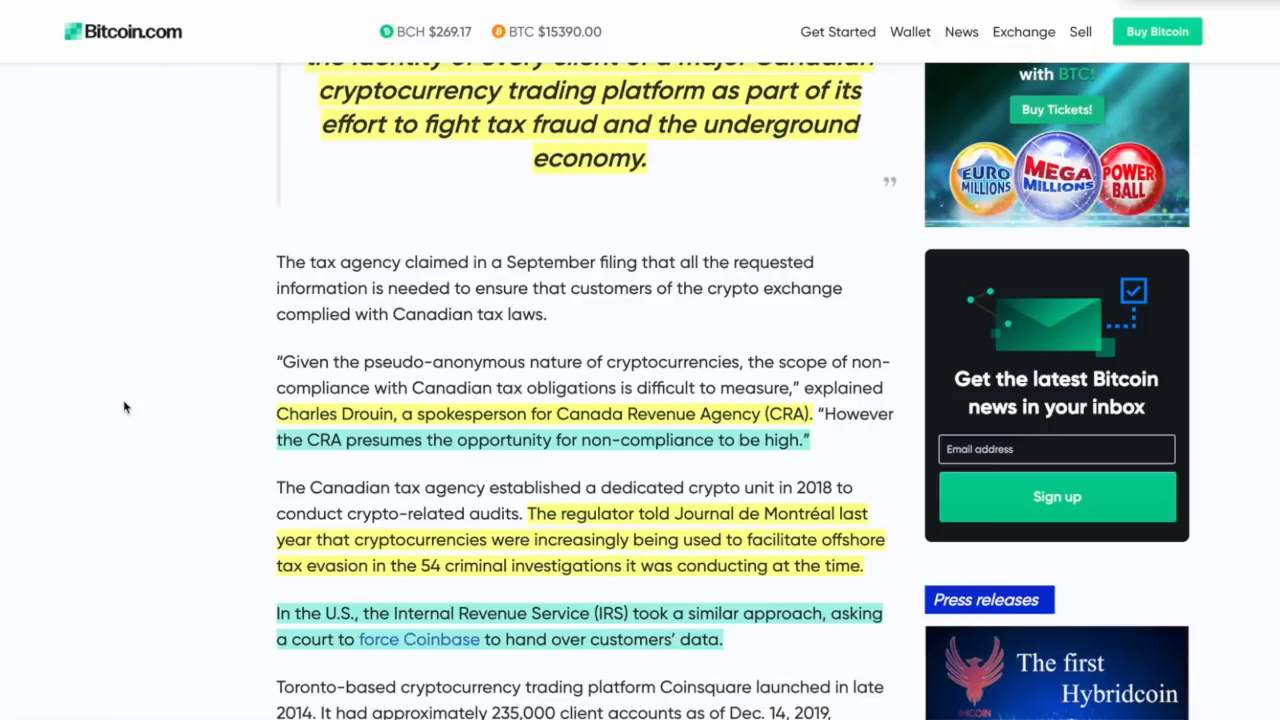 Bitcoin.com
BCH $269.17
BTC $15390.00
Get Started
Wallet
News
Exchange
Sell
Buy Bitcoin
the identity of every client of a major Canadian
cryptocurrency trading platform as part of its
effort to fight tax fraud and the underground
economy.
”
The tax agency claimed in a September filing that all the requested
information is needed to ensure that customers of the crypto exchange
complied with Canadian tax laws.
“Given the pseudo-anonymous nature of cryptocurrencies, the scope of non-
compliance with Canadian tax obligations is difficult to measure,” explained
Charles Drouin, a spokesperson for Canada Revenue Agency (CRA). “However
the CRA presumes the opportunity for non-compliance to be high.”
The Canadian tax agency established a dedicated crypto unit in 2018 to
conduct crypto-related audits. The regulator told Journal de Montréal last
year that cryptocurrencies were increasingly being used to facilitate offshore
tax evasion in the 54 criminal investigations it was conducting at the time.
In the U.S., the Internal Revenue Service (IRS) took a similar approach, asking
a court to force Coinbase to hand over customers’ data.
Toronto-based cryptocurrency trading platform Coinsquare launched in late
2014. It had approximately 235,000 client accounts as of Dec. 14, 2019,
with BTC!
Buy Tickets!
EURO
MILLIONS
MEGA
MILLIONS
POWER
BALL
Get the latest Bitcoin
news in your inbox
Email address
Sign up
Press releases
The first
Hybridcoin